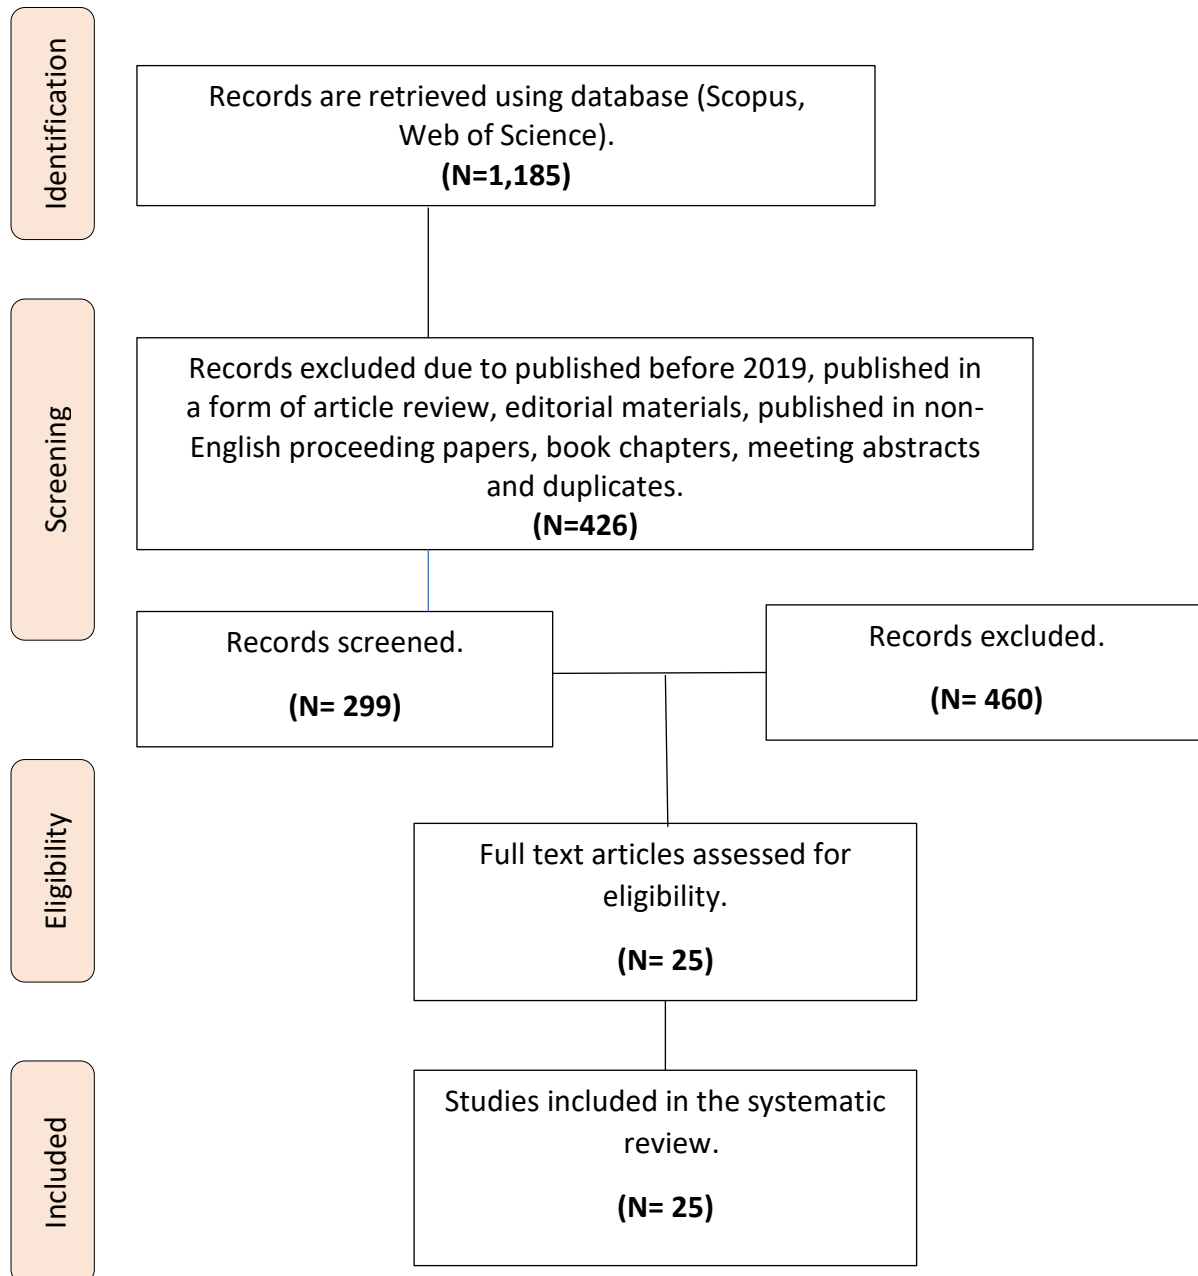 Identification
Records are retrieved using database (Scopus,
Web of Science).
(N=1,185)
Screening
Records excluded due to published before 2019, published in
a form of article review, editorial materials, published in non-
English proceeding papers, book chapters, meeting abstracts
and duplicates.
(N=426)
Records screened.
(N= 299)
Records excluded.
(N= 460)
Eligibility
Full text articles assessed for
eligibility.
(N= 25)
Included
Studies included in the systematic
review.
(N= 25)